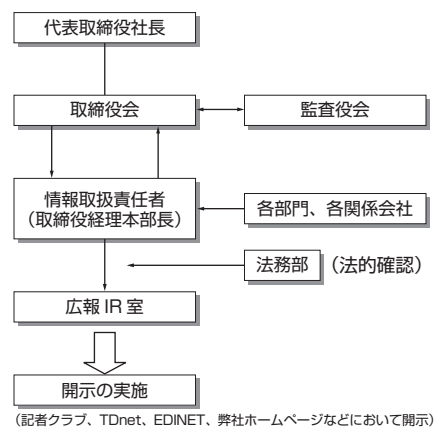 代表取締役社長
取締役会
監査役会
情報取扱責任者
（取締役経理本部長）
各部門、各関係会社
法務部 （法的確認）
広報 IR 室
開示の実施
（記者クラブ、TDnet、EDINET、弊社ホームページなどにおいて開示）